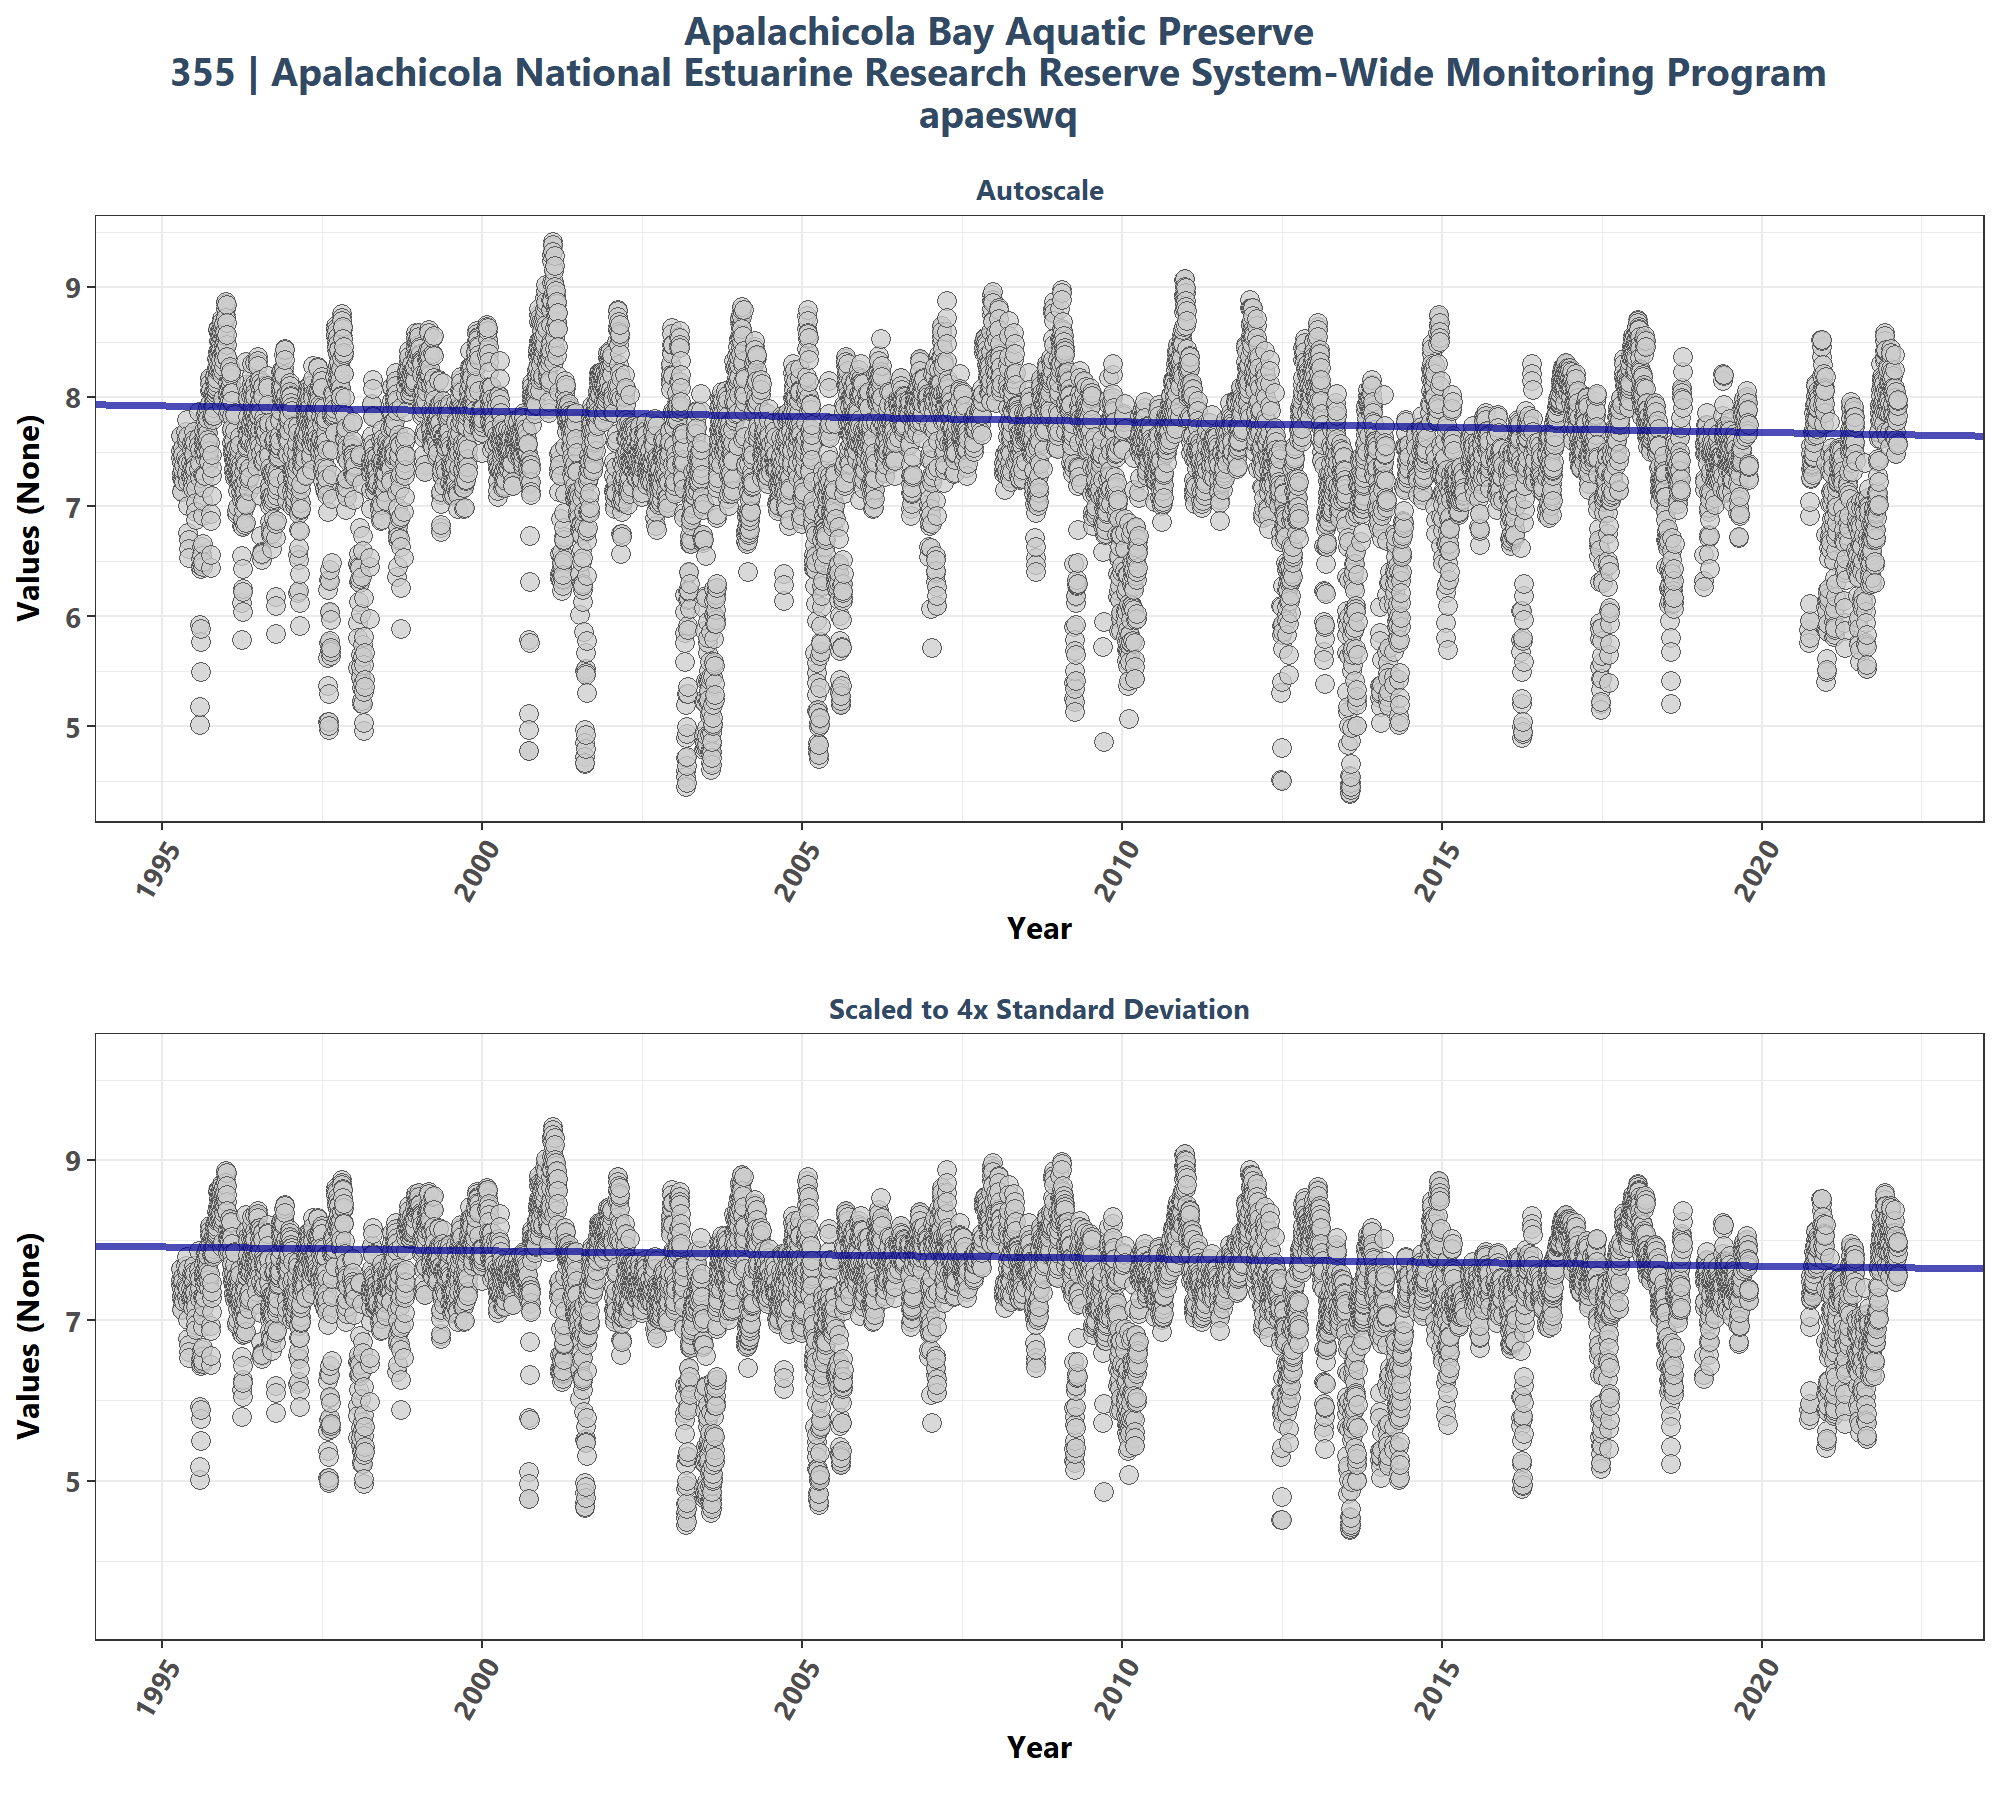 Apalachicola Bay Aquatic Preserve
355 | Apalachicola National Estuarine Research Reserve System-Wide Monitoring Program
apaeswq
Autoscale
Values (None)
9
8
7
6
5
1995 2000 2005 2010 2015 2020
Year
Scaled to 4x Standard Deviation
Values (None)
9
7
5
1995 2000 2005 2010 2015 2020
Year